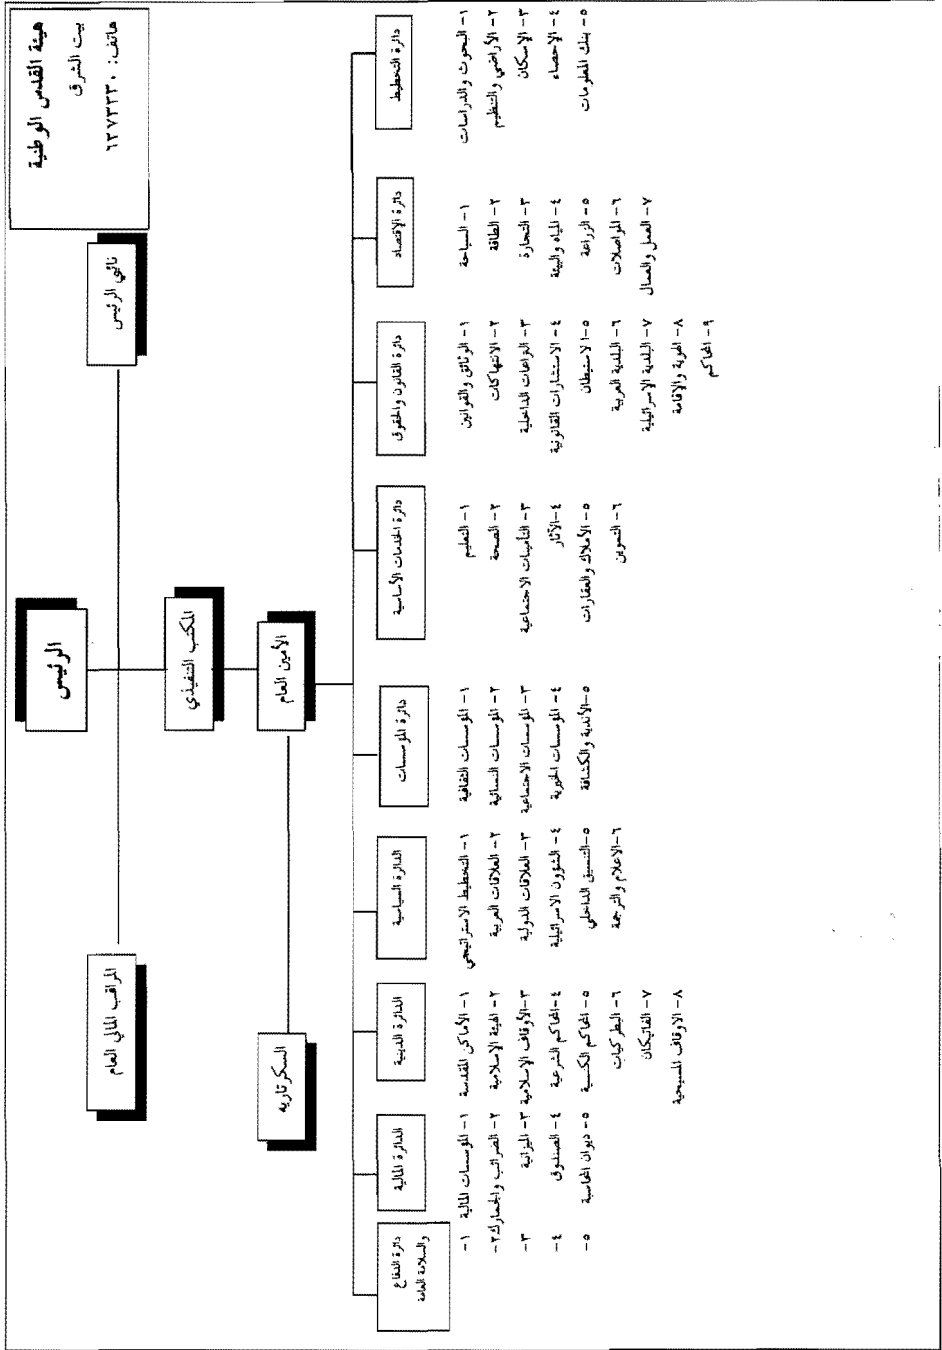 هيئة القدس الوطنية
بيت الشرق
هاتف: ٦٢٧٣٣٣٠
الرئيس
نائبي الرئيس
المراقب المالي العام
المكتب التنفيذي
الأمين العام
السكرتاريه
دائرة التخطيط
١- البحوث والدراسات
٢- الأراضي والتنظيم
٣- الإسكان
٤- الإحصاء
٥- بنك المعلومات
دائرة الاقتصاد
١- السياحة
٢- الطاقة
٣- التجارة
٤- المياه والبيئة
٥- الزراعة
٦- المواصلات
٧- العمل والعمال
دائرة القانون والحقوق
١- الوثائق والقوانين
٢- الانتهاكات
٣- النزاعات الداخلية
٤- الاستشارات القانونية
٥-الاستيطان
٦- البلدية العربية
٧- البلدية الإسرائيلية
٨- الهوية والإقامة
٩- المحاكم
دائرة الخدمات الأساسية
١- التعليم
٢- الصحة
٣- التأمينات الاجتماعية
٤-الآثار
٥- الأملاك والعقارات
٦- التموين
دائرة المؤسسات
١- المؤسسات الثقافية
٢- المؤسسات النسائية
٣- المؤسسات الاجتماعية
٤- المؤسسات الخيرية
٥-الأندية والكشافة
الدائرة السياسية
١- التخطيط الاستراتيجي
٢- العلاقات العربية
٣- العلاقات الدولية
٤- الشؤون الاسرائيلية
٥-التنسيق الداخلي
٦-الاعلام والترجمة
الدائرة الدينية
١- الأماكن المقدسة
٢- الهيئة الإسلامية
٣-الأوقاف الإسلامية
٤-المحاكم الشرعية
٥- المحاكم الكنسية
٦- البطركيات
٧- الفاتيكان
٨- الاوقاف المسيحية
الدائرة المالية
١- المؤسسات المالية
٢- الضرائب والجمارك
٣- الميزانية
٤- الصندوق
٥- ديوان المحاسبة
دائرة الدفاع
والسلامة العامة
١-
٢-
٣-
٤-
٥-